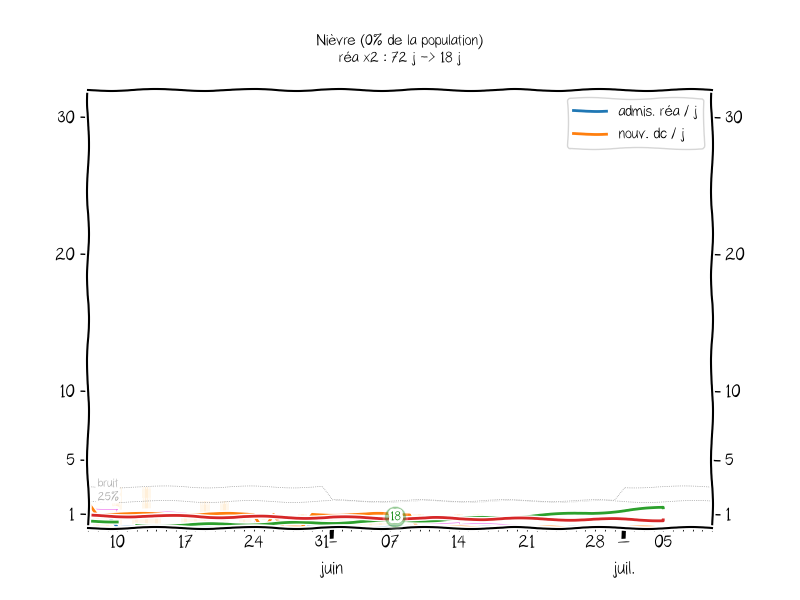 Nièvre (0% de la population)
réa x2 : 72 j -> 18 j
admis. réa / j
nouv. dc / j
30
30
20
20
10
10
5
5
bruit
25%
1
1
18
10 17 24 31 07 14 21 28 05
juin juil.